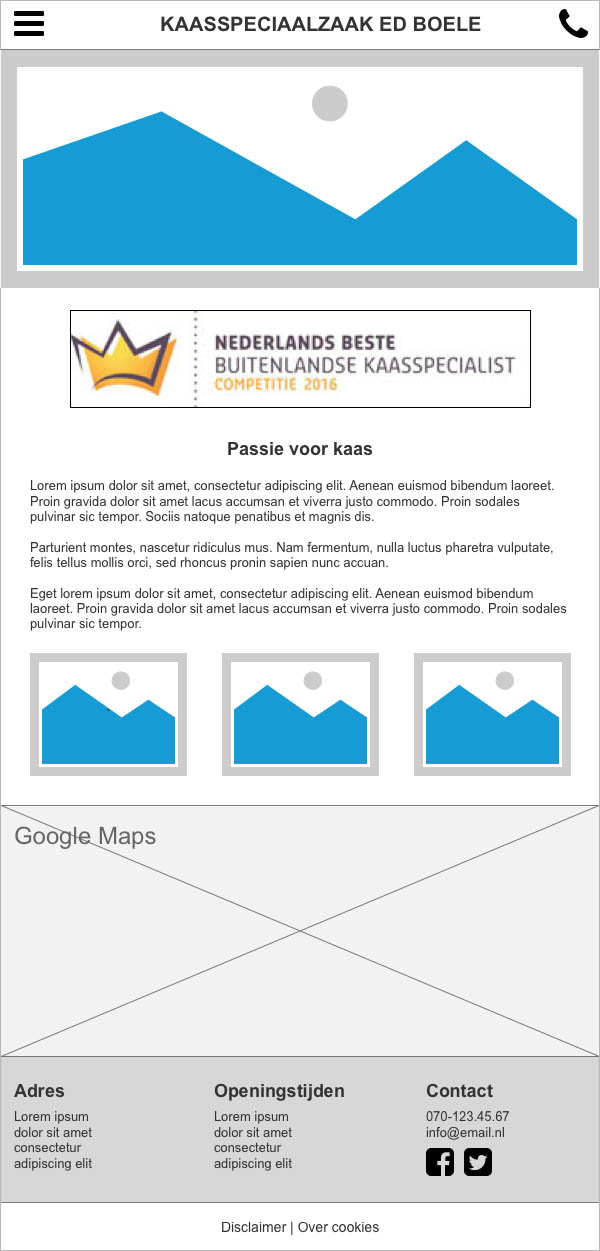 KAASSPECIAALZAAK ED BOELE
NEDERLANDS BESTE
BUITENLANDSE KAASSPECIALIST
COMPETITIE 2016
Passie voor kaas
Lorem ipsum dolor sit amet, consectetur adipiscing elit. Aenean euismod bibendum laoreet.
Proin gravida dolor sit amet lacus accumsan et viverra justo commodo. Proin sodales
pulvinar sic tempor. Sociis natoque penatibus et magnis dis.
Parturient montes, nascetur ridiculus mus. Nam fermentum, nulla luctus pharetra vulputate,
felis tellus mollis orci, sed rhoncus pronin sapien nunc accuan.
Eget lorem ipsum dolor sit amet, consectetur adipiscing elit. Aenean euismod bibendum
laoreet. Proin gravida dolor sit amet lacus accumsan et viverra justo commodo. Proin sodales
pulvinar sic tempor.
Google Maps
Adres
Lorem ipsum
dolor sit amet
consectetur
adipiscing elit
Openingstijden
Lorem ipsum
dolor sit amet
consectetur
adipiscing elit
Contact
070-123.45.67
info@email.nl
Disclaimer | Over cookies